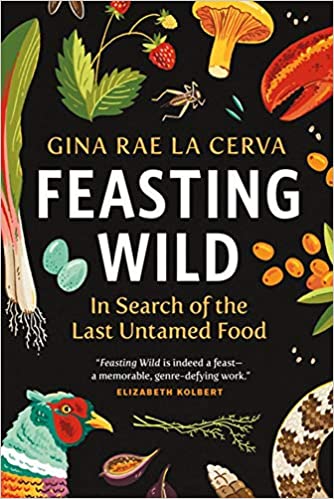 GINA RAE LA CERVA
FEASTING
WILD
In Search of the
Last Untamed Food
“Feasting Wild is indeed a feast—
a memorable, genre-defying work.”
ELIZABETH KOLBERT